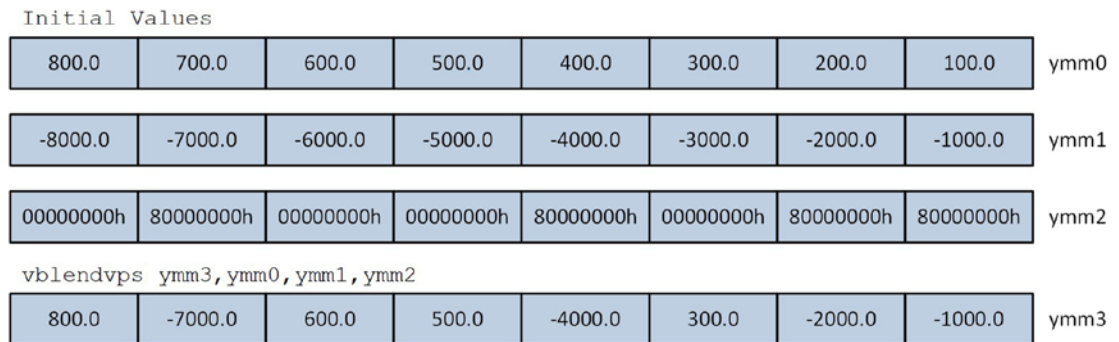 Initial Values
800.0 700.0 600.0 500.0 400.0 300.0 200.0 100.0 ymm0
-8000.0 -7000.0 -6000.0 -5000.0 -4000.0 -3000.0 -2000.0 -1000.0 ymm1
00000000h 80000000h 00000000h 00000000h 80000000h 00000000h 80000000h 80000000h ymm2
vblendvps ymm3,ymm0,ymm1,ymm2
800.0 -7000.0 600.0 500.0 -4000.0 300.0 -2000.0 -1000.0 ymm3